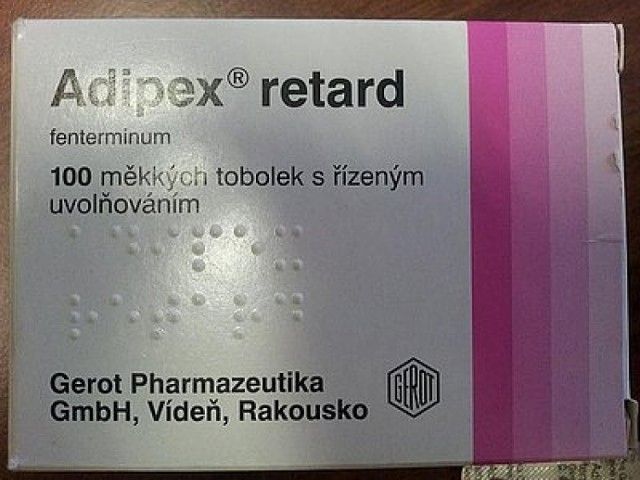 Adipex® retard
fenterminum
100 měkkých tobolek s řízeným
uvolňováním
Gerot Pharmazeutika
GmbH, Vídeň, Rakousko
GEROT